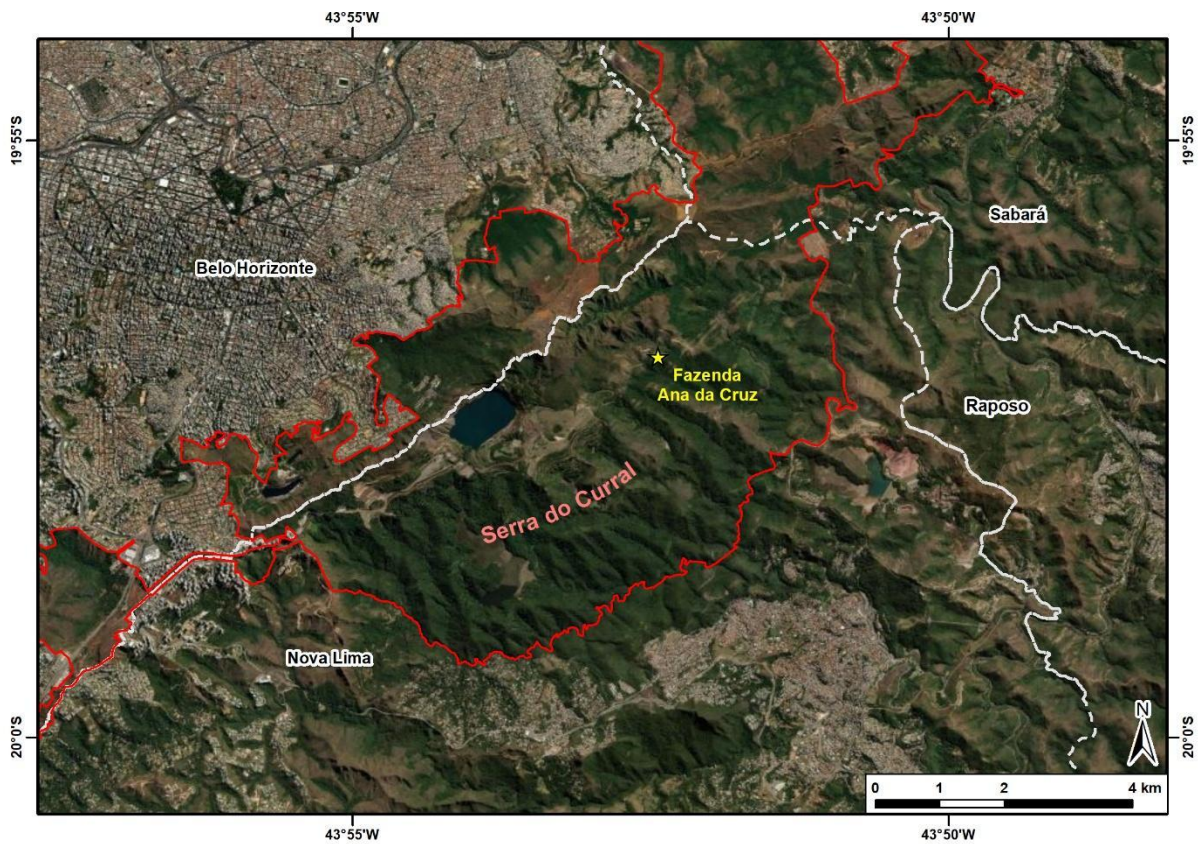 43°55'W
43°50'W
19°55'S
19°55'S
Sabará
Belo Horizonte
Fazenda
Ana da Cruz
Raposo
Serra do Curral
Nova Lima
N
20°0'S
20°0'S
0 1 2 4 km
43°55'W
43°50'W